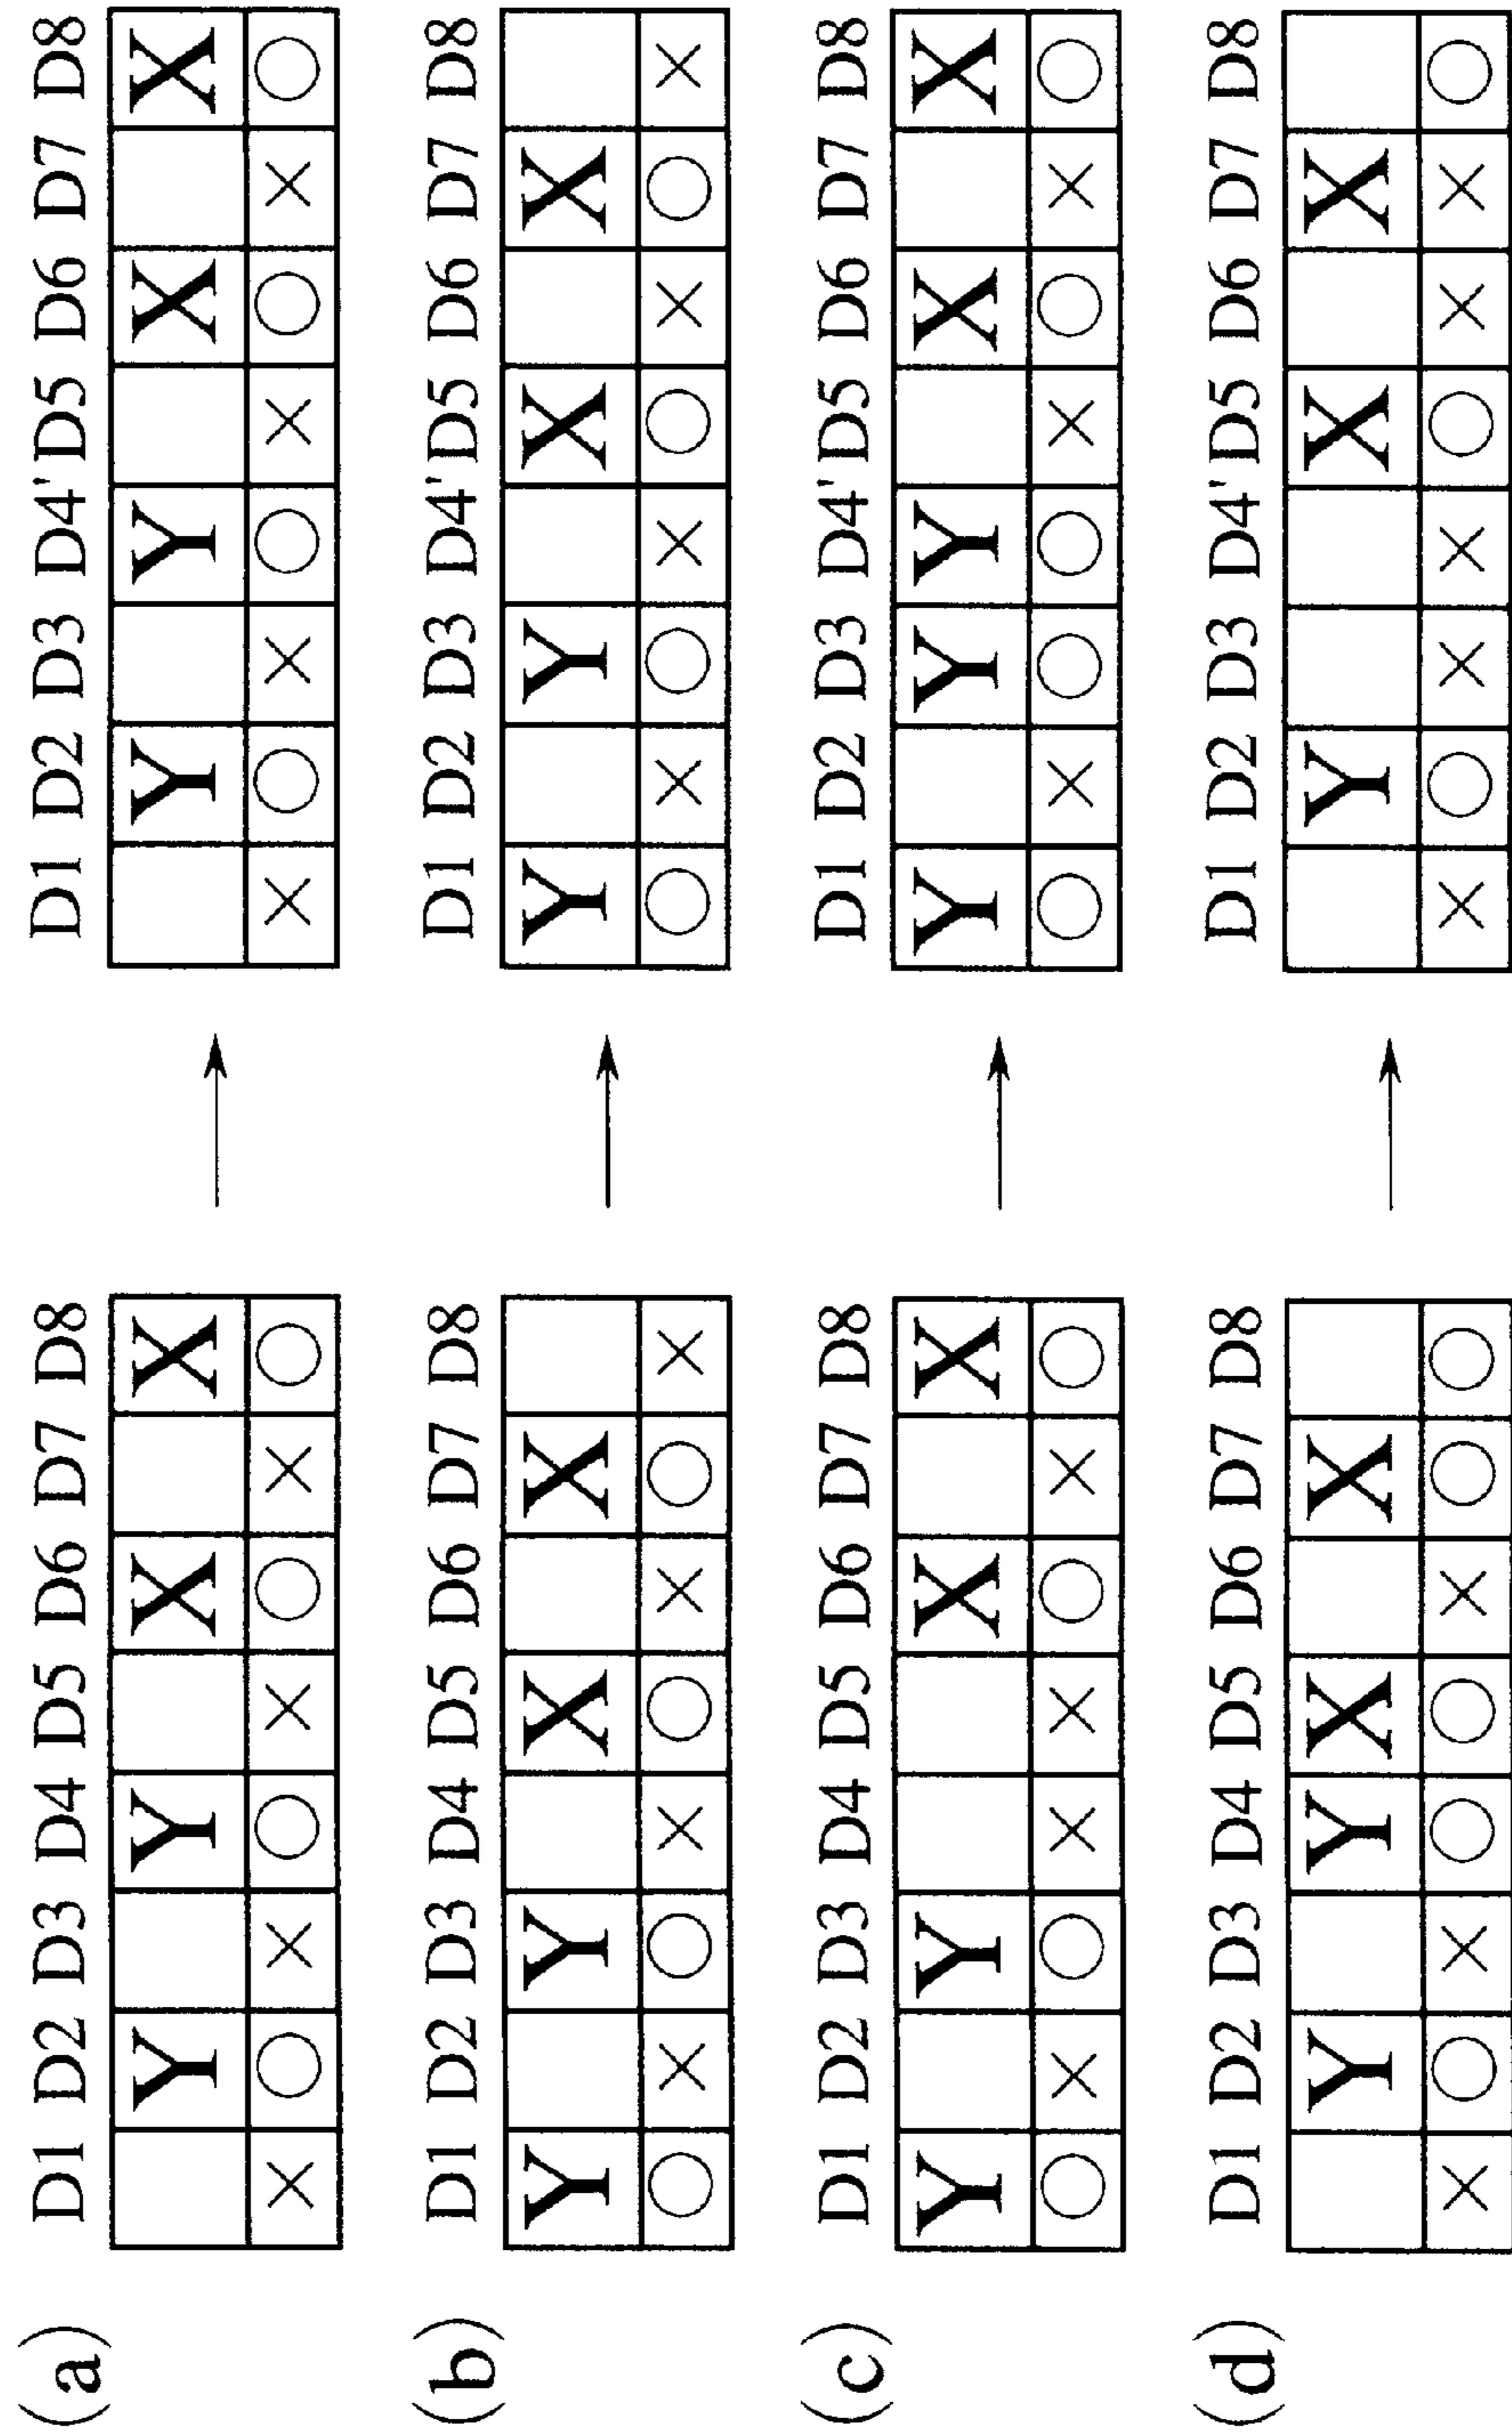 (a) D1 D2 D3 D4 D5 D6 D7 D8 D1 D2 D3 D4' D5 D6 D7 D8
Y Y X X → Y Y X X
× ○ × ○ × ○ × ○ × ○ × ○ × ○ × ○
(b) D1 D2 D3 D4 D5 D6 D7 D8 D1 D2 D3 D4' D5 D6 D7 D8
Y Y X X → Y Y X X
○ × ○ × ○ × ○ × ○ × ○ × ○ × ○ ×
(c) D1 D2 D3 D4 D5 D6 D7 D8 D1 D2 D3 D4' D5 D6 D7 D8
Y Y X X → Y Y Y X X
○ × ○ × × ○ × ○ ○ × ○ ○ × ○ × ○
(d) D1 D2 D3 D4 D5 D6 D7 D8 D1 D2 D3 D4' D5 D6 D7 D8
Y Y X X → Y X X
× ○ × ○ ○ × ○ ○ × ○ × × ○ × × ○